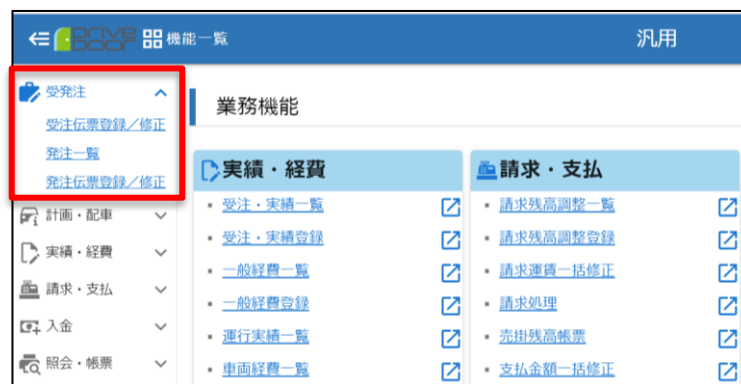 DRIVE DOOR 機能一覧
汎用
受発注
受注伝票登録／修正
発注一覧
発注伝票登録／修正
計画・配車
実績・経費
請求・支払
入金
照会・帳票
業務機能
実績・経費
受注・実績一覧
受注・実績登録
一般経費一覧
一般経費登録
運行実績一覧
車両経費一覧
請求・支払
請求残高調整一覧
請求残高調整登録
請求運賃一括修正
請求処理
売掛残高帳票
支払金額一括修正